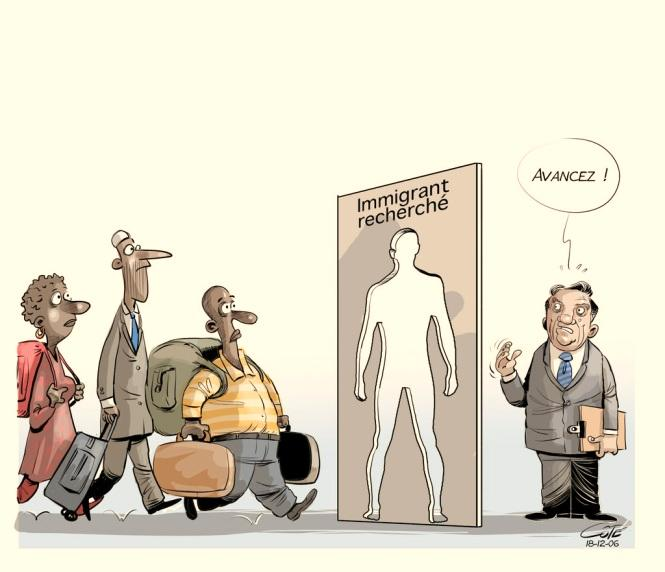 Immigrant
recherché
AVANCEZ !
CÔTÉ
18-12-06